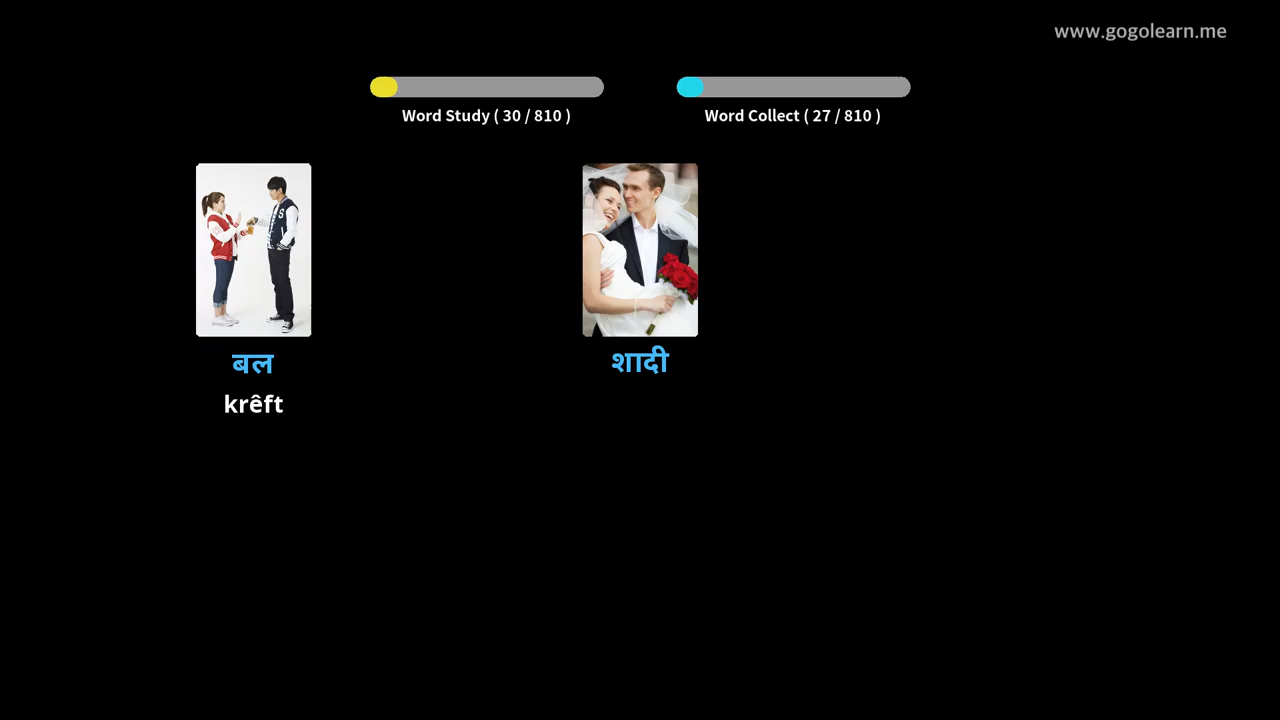 www.gogolearn.me
Word Study ( 30 / 810 )
Word Collect ( 27 / 810 )
बल
शादी
krêft